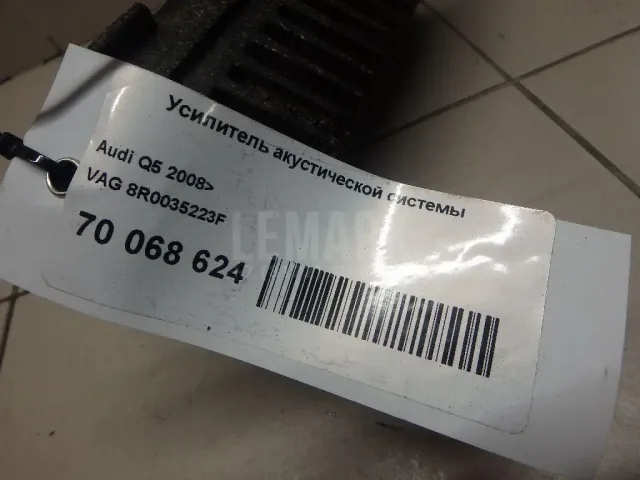 Усилитель акустической системы
Audi Q5 2008>
VAG 8R0035223F
70 068 624